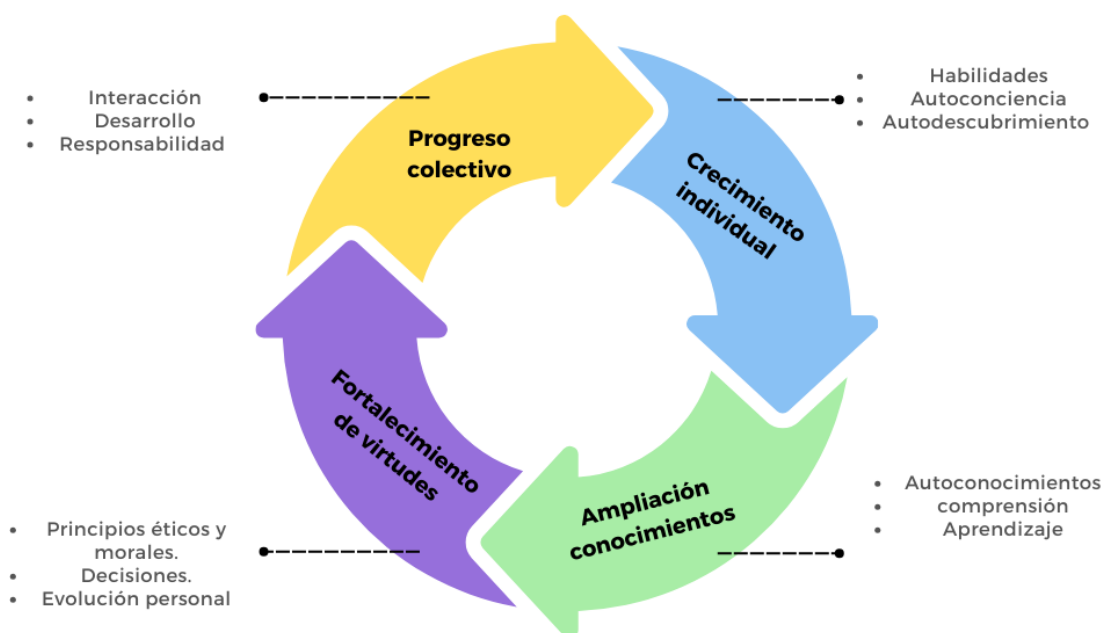 • Interacción
• Desarrollo
• Responsabilidad
Progreso
colectivo
• Habilidades
• Autoconciencia
• Autodescubrimiento
Crecimiento
individual
Fortalecimiento
de virtudes
• Principios éticos y
morales.
• Decisiones.
• Evolución personal
Ampliación
conocimientos
• Autoconocimientos
• comprensión
• Aprendizaje